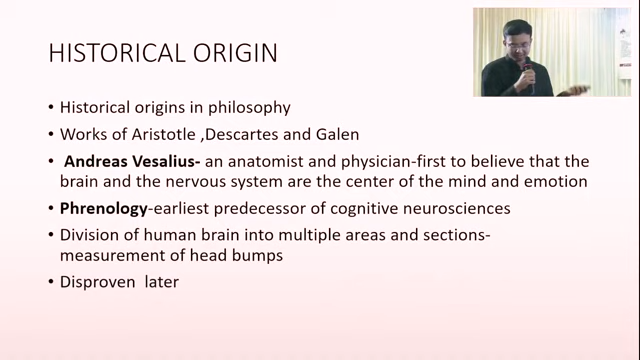 HISTORICAL ORIGIN
• Historical origins in philosophy
• Works of Aristotle ,Descartes and Galen
• Andreas Vesalius- an anatomist and physician-first to believe that the
brain and the nervous system are the center of the mind and emotion
• Phrenology-earliest predecessor of cognitive neurosciences
• Division of human brain into multiple areas and sections-
measurement of head bumps
• Disproven later